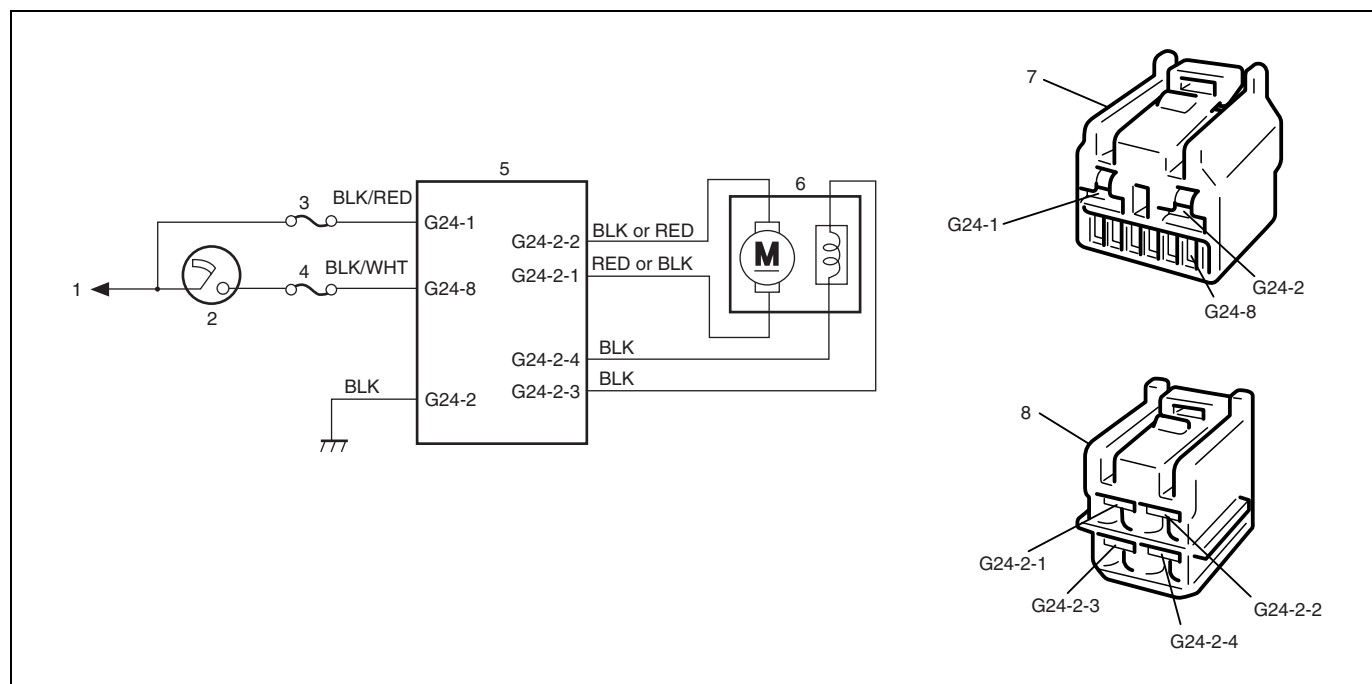 7
5
6
3
BLK/RED
G24-1
G24-1
BLK or RED
G24-2-2
RED or BLK
G24-2-1
M
4
BLK/WHT
1
G24-8
2
G24-2
G24-8
BLK
G24-2-4
BLK
G24-2-3
BLK
G24-2
8
G24-2-1
G24-2-3
G24-2-2
G24-2-4